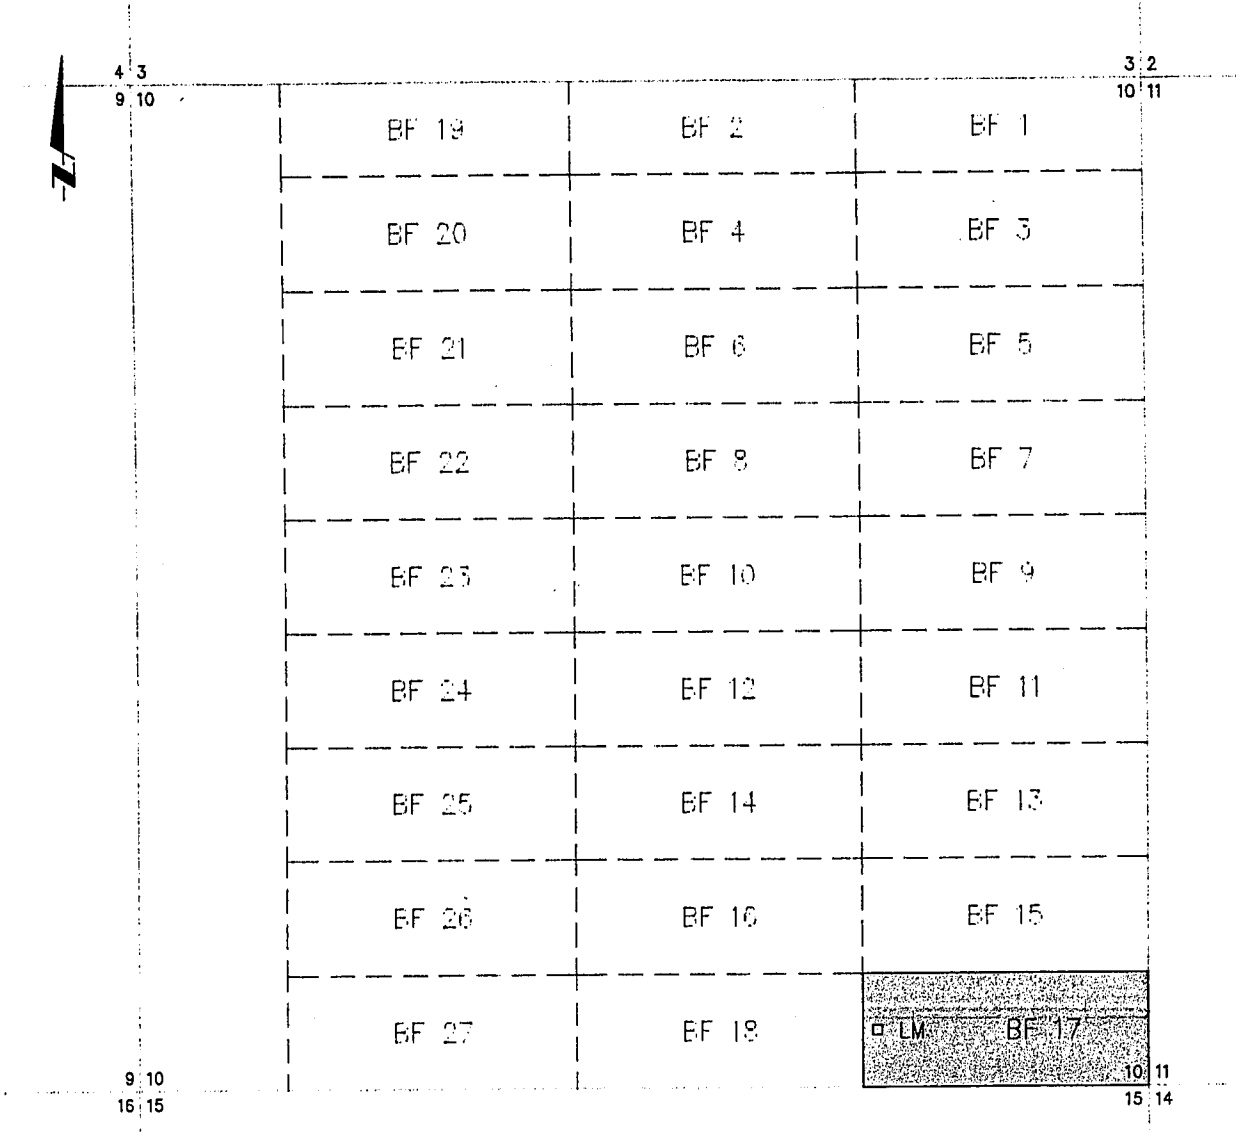 4 3
3 2
9 10
10 11
N
BF 19 BF 2 BF 1
BF 20 BF 4 BF 3
BF 21 BF 6 BF 5
BF 22 BF 8 BF 7
BF 23 BF 10 BF 9
BF 24 BF 12 BF 11
BF 25 BF 14 BF 13
BF 26 BF 16 BF 15
BF 27 BF 18 LM BF 17
9 10
10 11
16 15
15 14